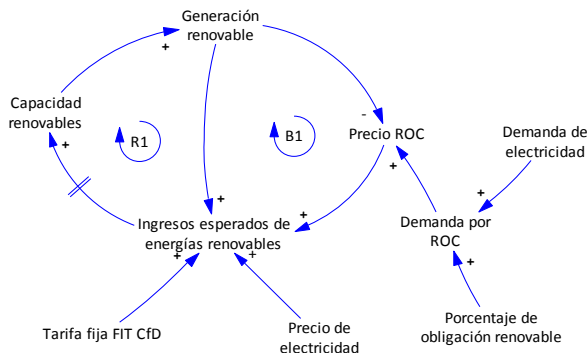 Generación
renovable
+
Capacidad
renovables
+
R1
B1
-
Precio ROC
+
Demanda de
electricidad
+
+
+
Ingresos esperados de
energías renovables
Demanda por
ROC
+
+
+
Tarifa fija FIT CfD
Precio de
electricidad
Porcentaje de
obligación renovable